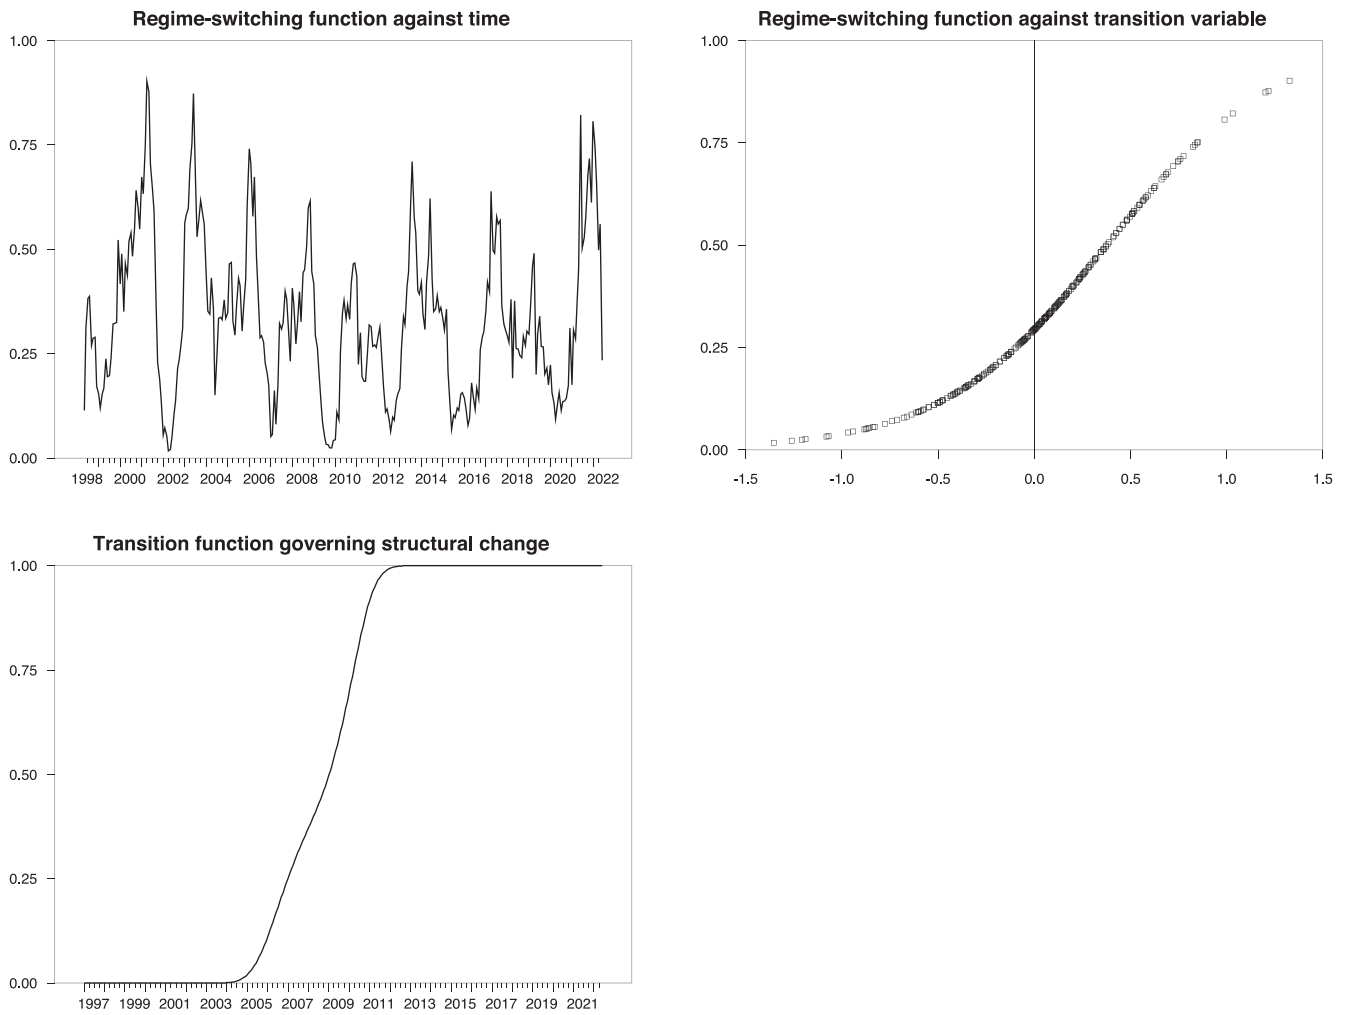 Regime-switching function against time
1.00
0.75
0.50
0.25
0.00
1998 2000 2002 2004 2006 2008 2010 2012 2014 2016 2018 2020 2022
Regime-switching function against transition variable
1.00
0.75
0.50
0.25
0.00
-1.5 -1.0 -0.5 0.0 0.5 1.0 1.5
Transition function governing structural change
1.00
0.75
0.50
0.25
0.00
1997 1999 2001 2003 2005 2007 2009 2011 2013 2015 2017 2019 2021